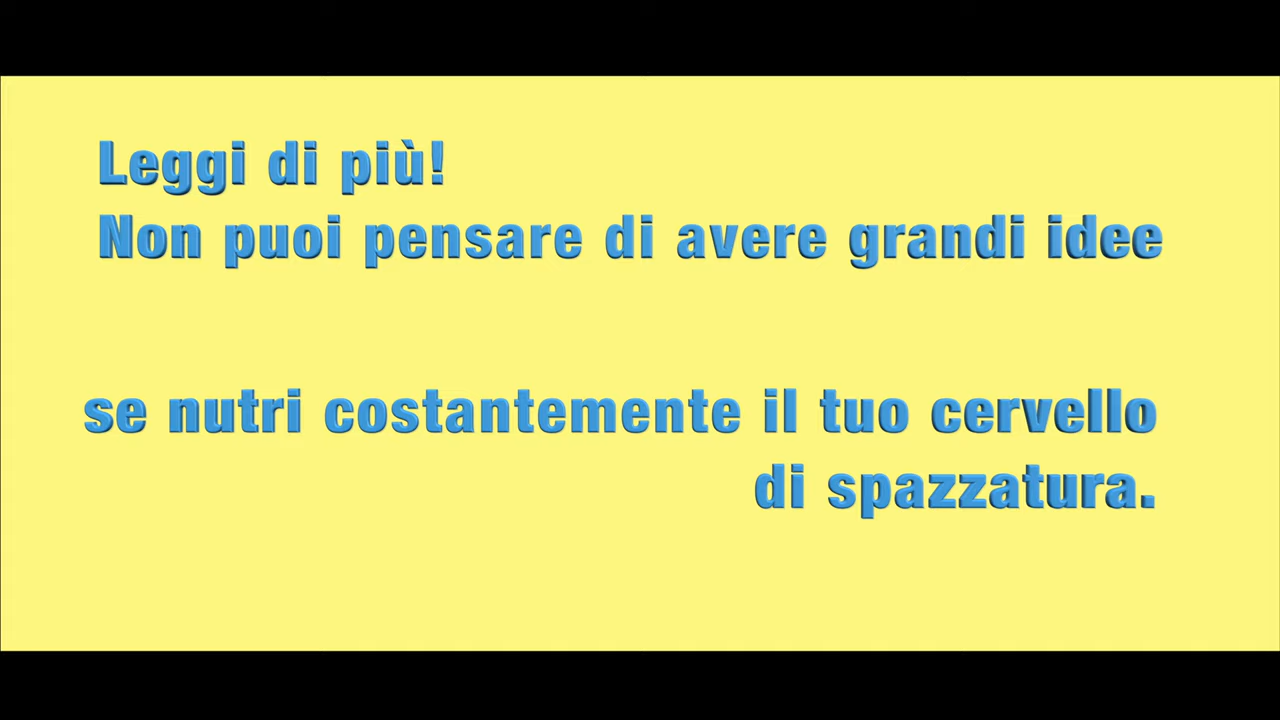 Leggi di più!
Non puoi pensare di avere grandi idee
se nutri costantemente il tuo cervello
di spazzatura.